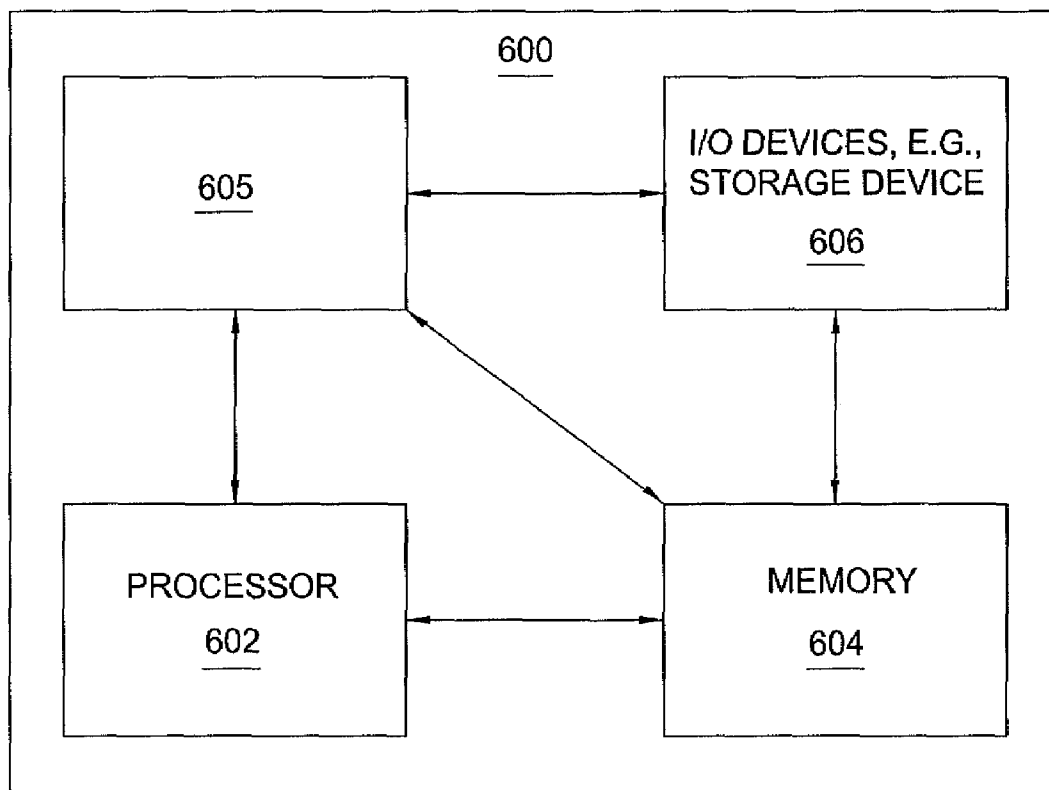 600
605
I/O DEVICES, E.G.,
STORAGE DEVICE
606
PROCESSOR
602
MEMORY
604